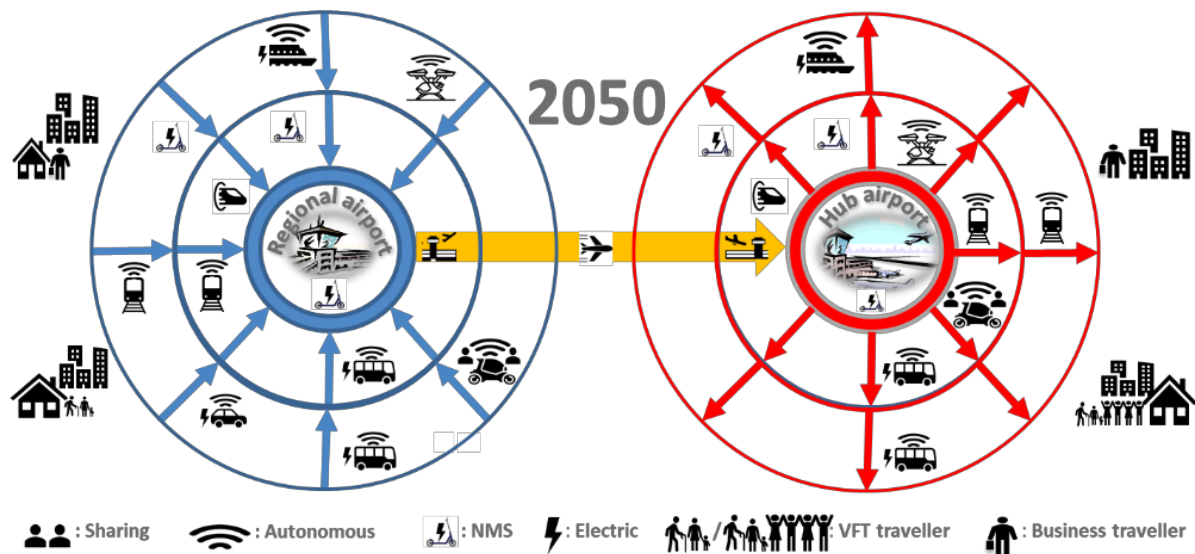 2050
Regional airport
Hub airport
: Sharing
: Autonomous
: NMS
: Electric
/
: VFT traveller
: Business traveller